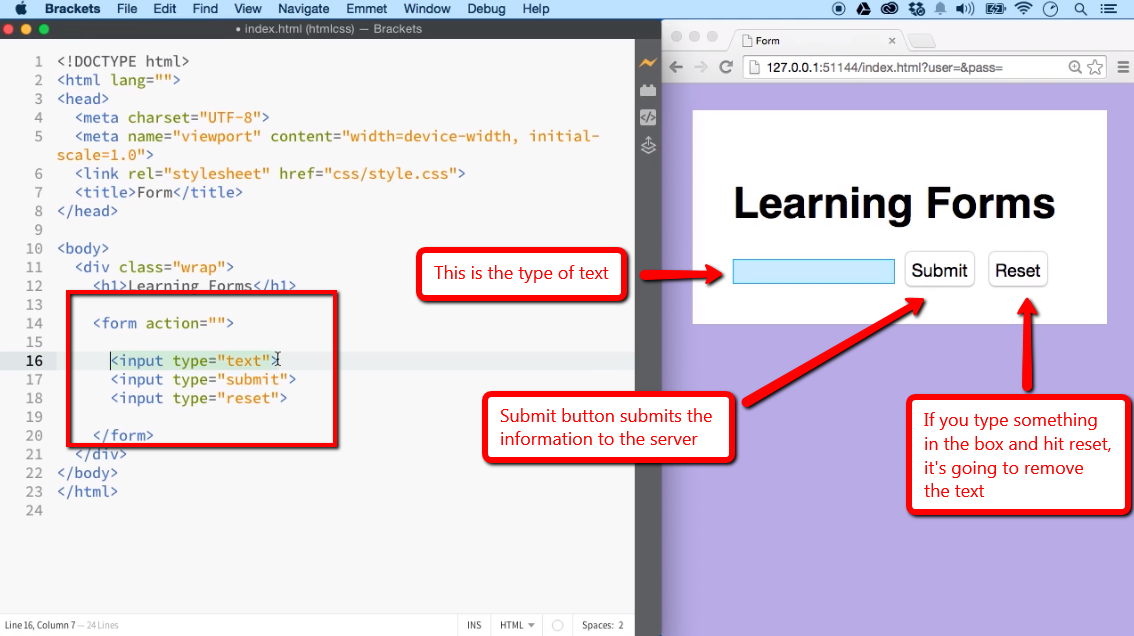 Brackets File Edit Find View Navigate Emmet Window Debug Help
• index.html (htmlcss) — Brackets
1 <!DOCTYPE html>
2 <html lang="">
3 <head>
4 <meta charset="UTF-8">
5 <meta name="viewport" content="width=device-width, initial-
scale=1.0">
6 <link rel="stylesheet" href="css/style.css">
7 <title>Form</title>
8 </head>
9
10 <body>
11 <div class="wrap">
12 <h1>Learning Forms</h1>
13
14 <form action="">
15
16 <input type="text">
17 <input type="submit">
18 <input type="reset">
19
20 </form>
21 </div>
22 </body>
23 </html>
24
Line 16, Column 7 — 24 Lines
INS HTML Spaces: 2
Form
127.0.0.1:51144/index.html?user=&pass=
Learning Forms
Submit Reset
This is the type of text
Submit button submits the
information to the server
If you type something
in the box and hit reset,
it's going to remove
the text